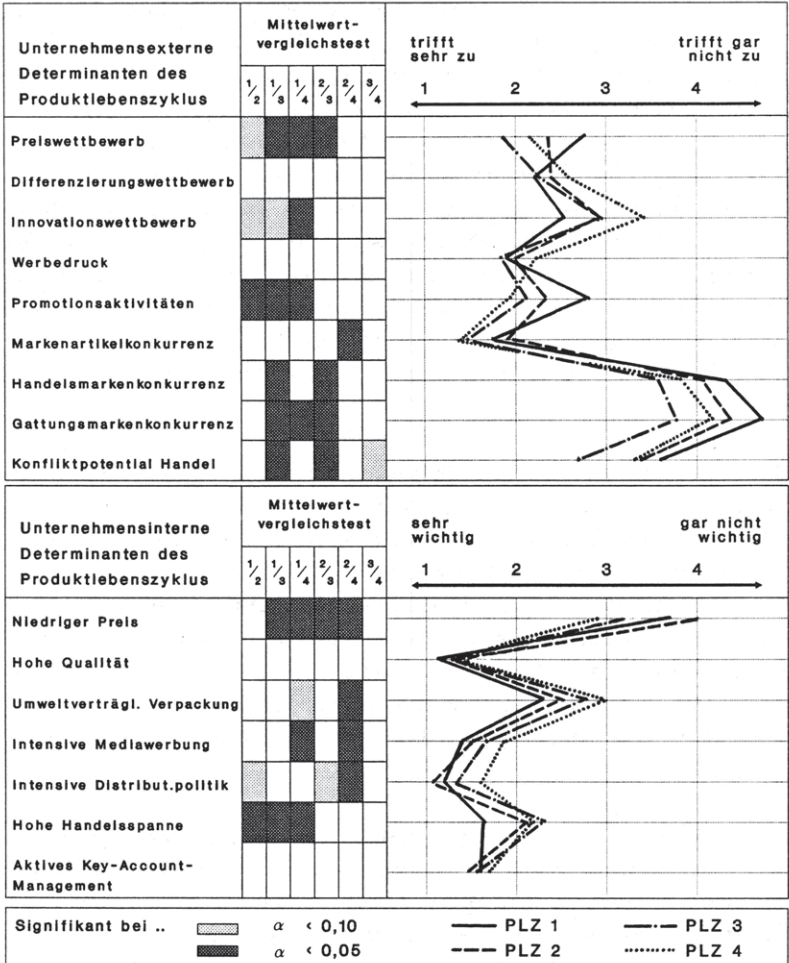 Unternehmensexterne
Determinanten des
Produktlebenszyklus
Mittelwert-
vergleichstest
1/2 1/3 1/4 2/3 2/4 3/4
trifft
sehr zu
trifft gar
nicht zu
1 2 3 4
Preiswettbewerb
Differenzierungswettbewerb
Innovationswettbewerb
Werbedruck
Promotionsaktivitäten
Markenartikelkonkurrenz
Handelsmarkenkonkurrenz
Gattungsmarkenkonkurrenz
Konfliktpotential Handel
Unternehmensinterne
Determinanten des
Produktlebenszyklus
Mittelwert-
vergleichstest
1/2 1/3 1/4 2/3 2/4 3/4
sehr
wichtig
gar nicht
wichtig
1 2 3 4
Niedriger Preis
Hohe Qualität
Umweltverträgl. Verpackung
Intensive Mediawerbung
Intensive Distribut.politik
Hohe Handelsspanne
Aktives Key-Account-
Management
Signifikant bei .. α < 0,10 PLZ 1 PLZ 3
α < 0,05 PLZ 2 PLZ 4